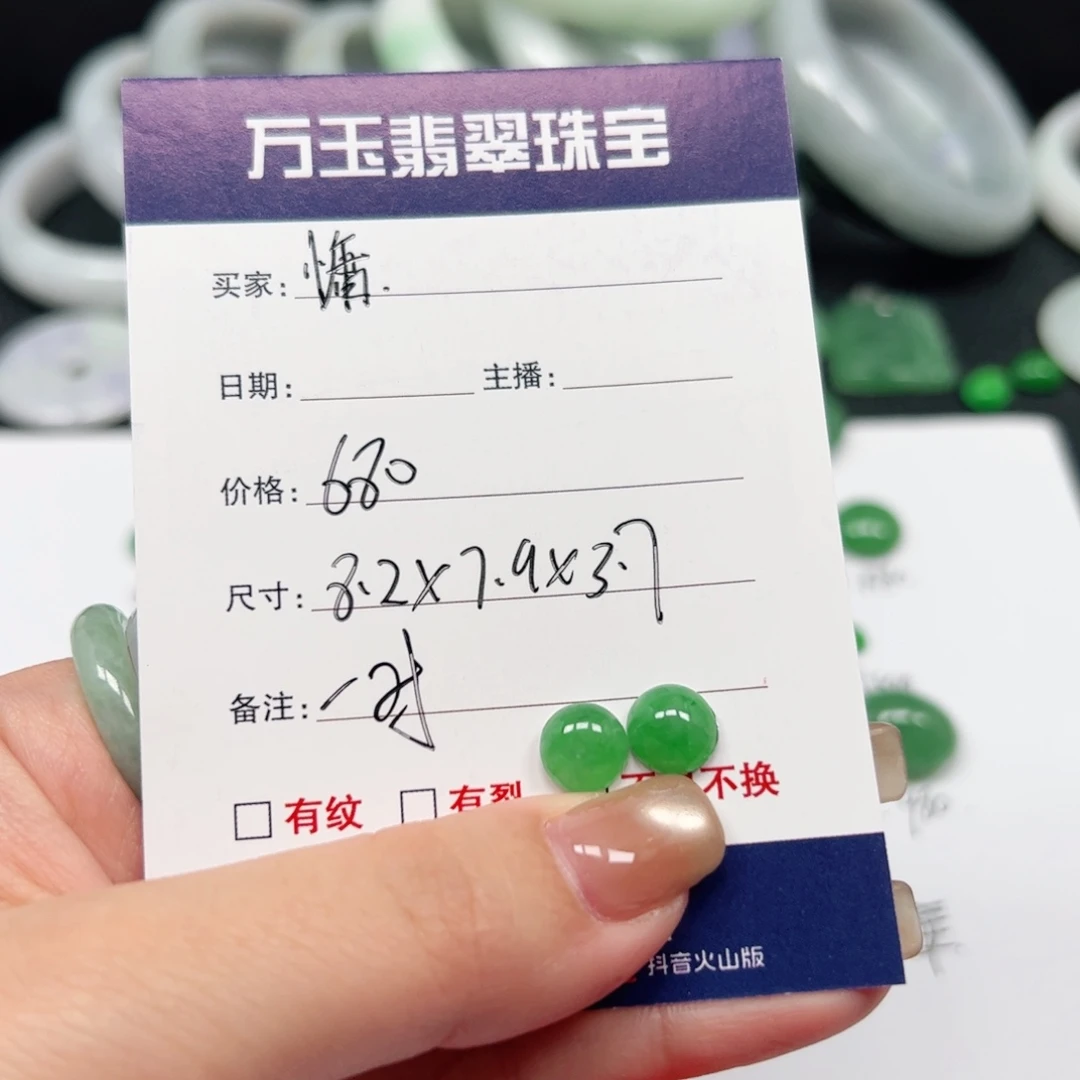 万玉翡翠珠宝
买家:
日期: 主播:
价格: 680
尺寸: 8.2x7.9x3.7
备注: 一对
有纹 有裂 不换
抖音火山版